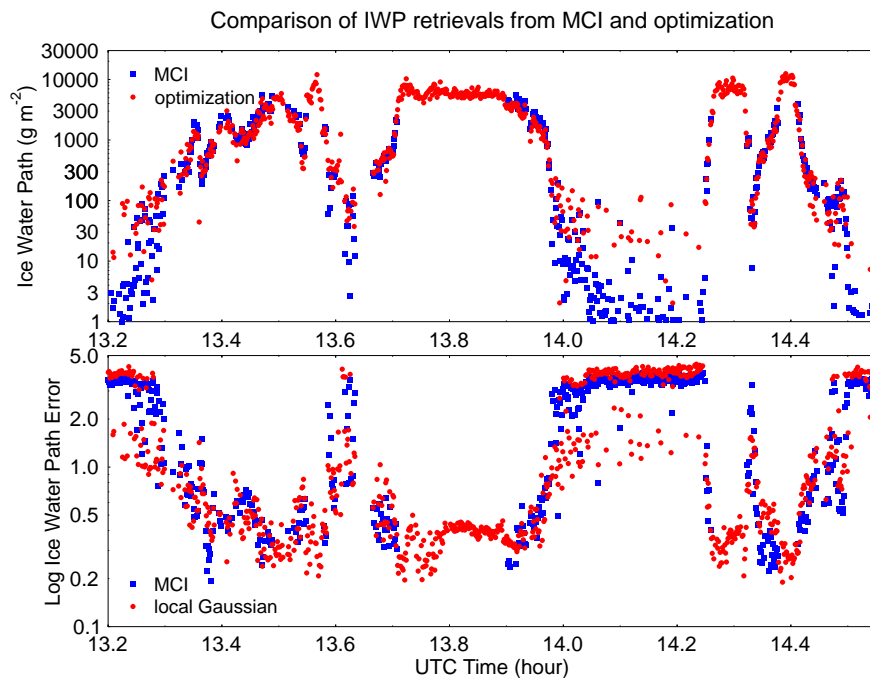 Comparison of IWP retrievals from MCI and optimization
Ice Water Path (g m-2)
30000
10000
3000
1000
300
100
30
10
3
1
MCI
optimization
13.2 13.4 13.6 13.8 14.0 14.2 14.4
Log Ice Water Path Error
5.0
2.0
1.0
0.5
0.2
0.1
MCI
local Gaussian
13.2 13.4 13.6 13.8 14.0 14.2 14.4
UTC Time (hour)